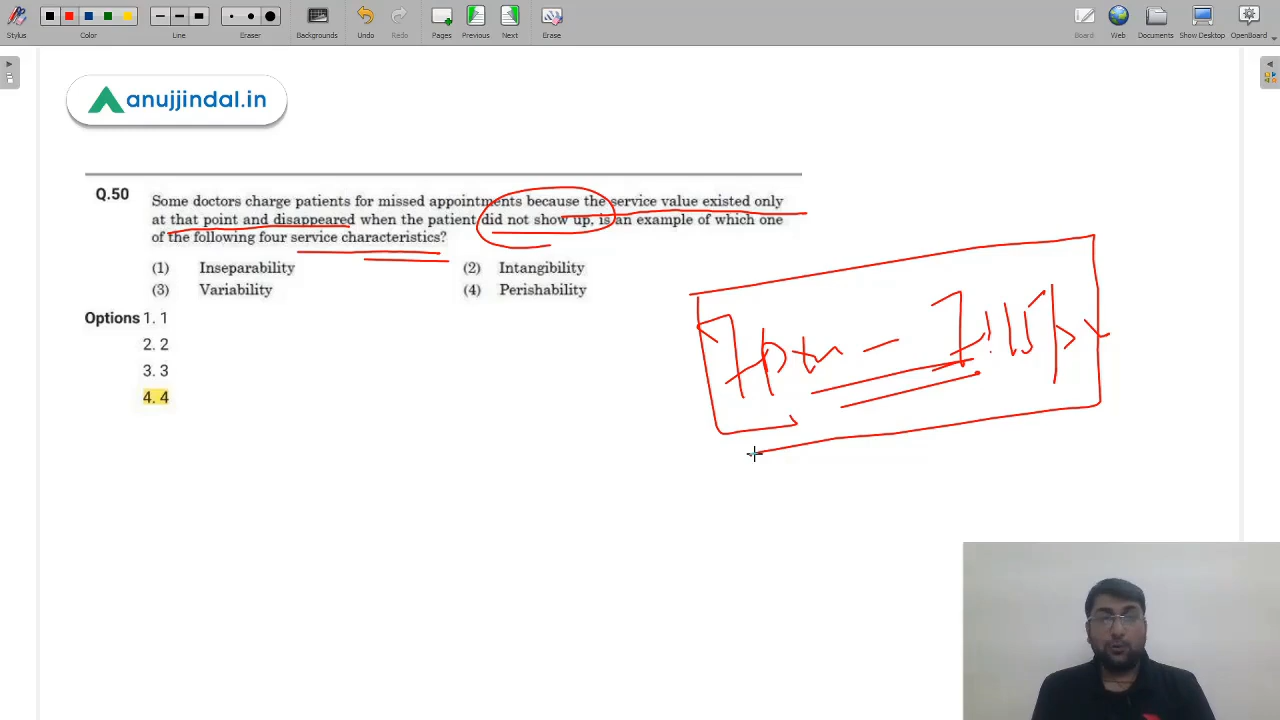 Stylus
Color
Line
Eraser
Backgrounds
Undo
Redo
Pages
Previous
Next
Erase
Board
Web
Documents
Show Desktop
OpenBoard
anujjindal.in
Q.50 Some doctors charge patients for missed appointments because the service value existed only
at that point and disappeared when the patient did not show up, is an example of which one
of the following four service characteristics?
(1) Inseparability (2) Intangibility
(3) Variability (4) Perishability
Options 1. 1
2. 2
3. 3
4. 4
7pm - 7:15